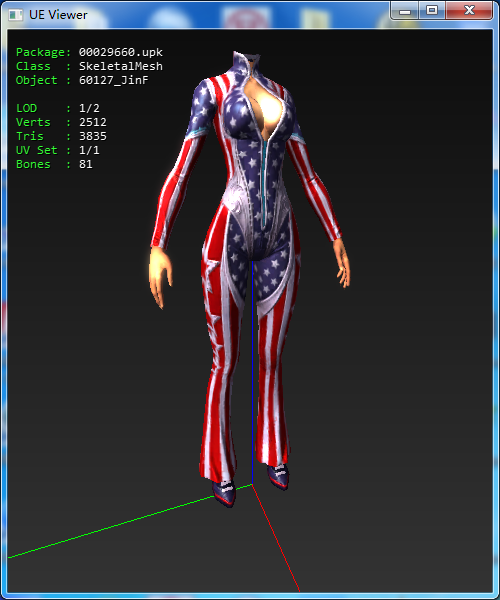 UE Viewer
Package: 00029660.upk
Class : SkeletalMesh
Object : 60127_JinF
LOD : 1/2
Verts : 2512
Tris : 3835
UV Set : 1/1
Bones : 81